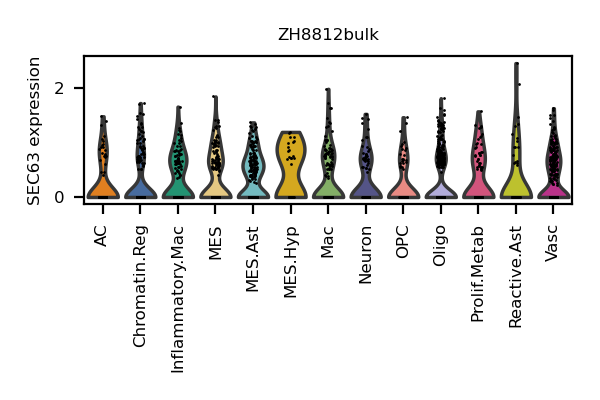 ZH8812bulk
SEC63 expression
2
0
AC
Chromatin.Reg
Inflammatory.Mac
MES
MES.Ast
MES.Hyp
Mac
Neuron
OPC
Oligo
Prolif.Metab
Reactive.Ast
Vasc